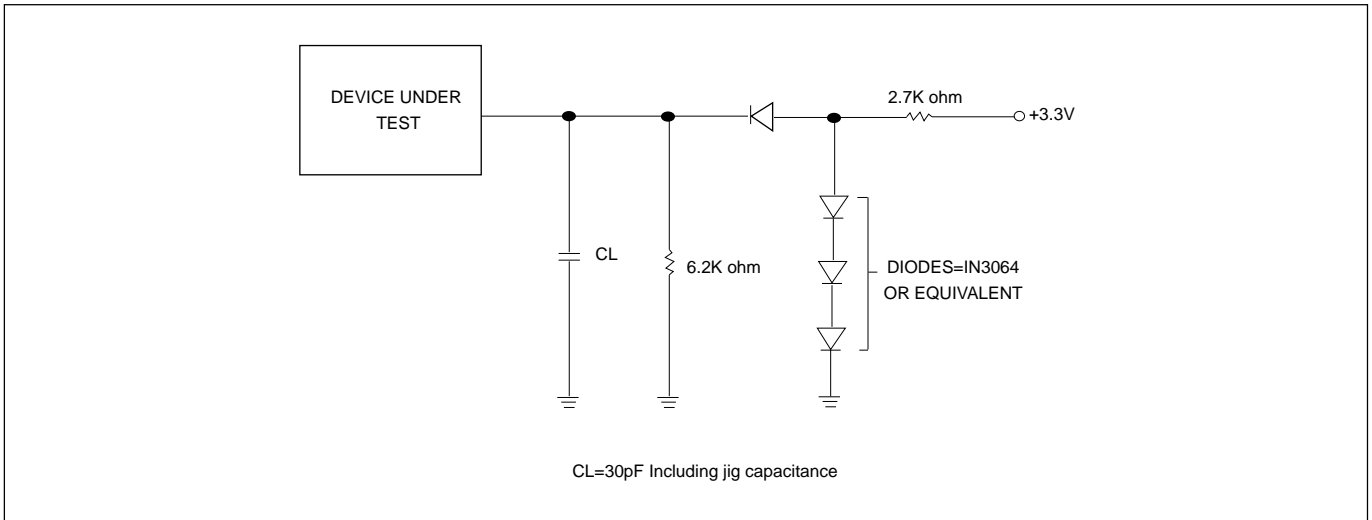 DEVICE UNDER
TEST
2.7K ohm
+3.3V
CL
6.2K ohm
DIODES=IN3064
OR EQUIVALENT
CL=30pF Including jig capacitance